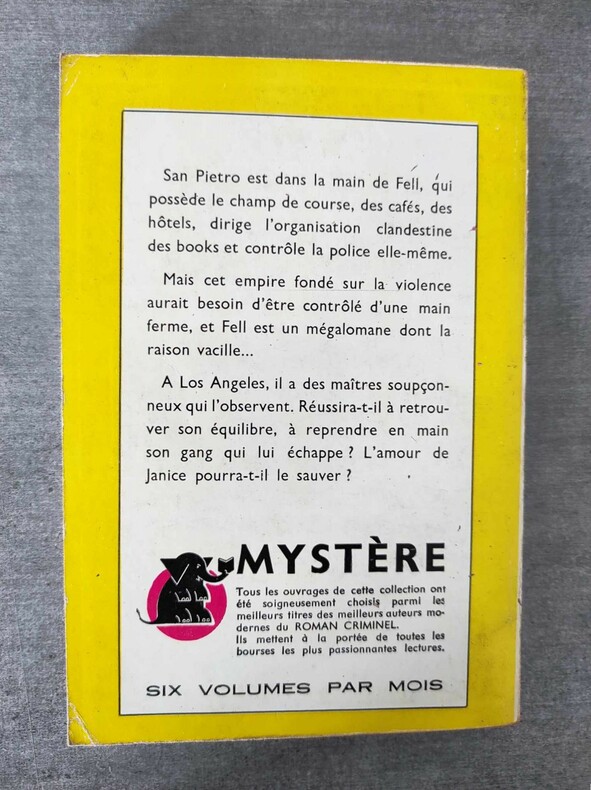 San Pietro est dans la main de Fell, qui
possède le champ de course, des cafés, des
hôtels, dirige l'organisation clandestine
des books et contrôle la police elle-même.
Mais cet empire fondé sur la violence
aurait besoin d'être contrôlé d'une main
ferme, et Fell est un mégalomane dont la
raison vacille...
A Los Angeles, il a des maîtres soupçon-
neux qui l'observent. Réussira-t-il à retrou-
ver son équilibre, à reprendre en main
son gang qui lui échappe ? L'amour de
Janice pourra-t-il le sauver ?
MYSTÈRE
Tous les ouvrages de cette collection ont
été soigneusement choisis parmi les
meilleurs titres des meilleurs auteurs mo-
dernes du ROMAN CRIMINEL.
Ils mettent à la portée de toutes les
bourses les plus passionnantes lectures.
SIX VOLUMES PAR MOIS